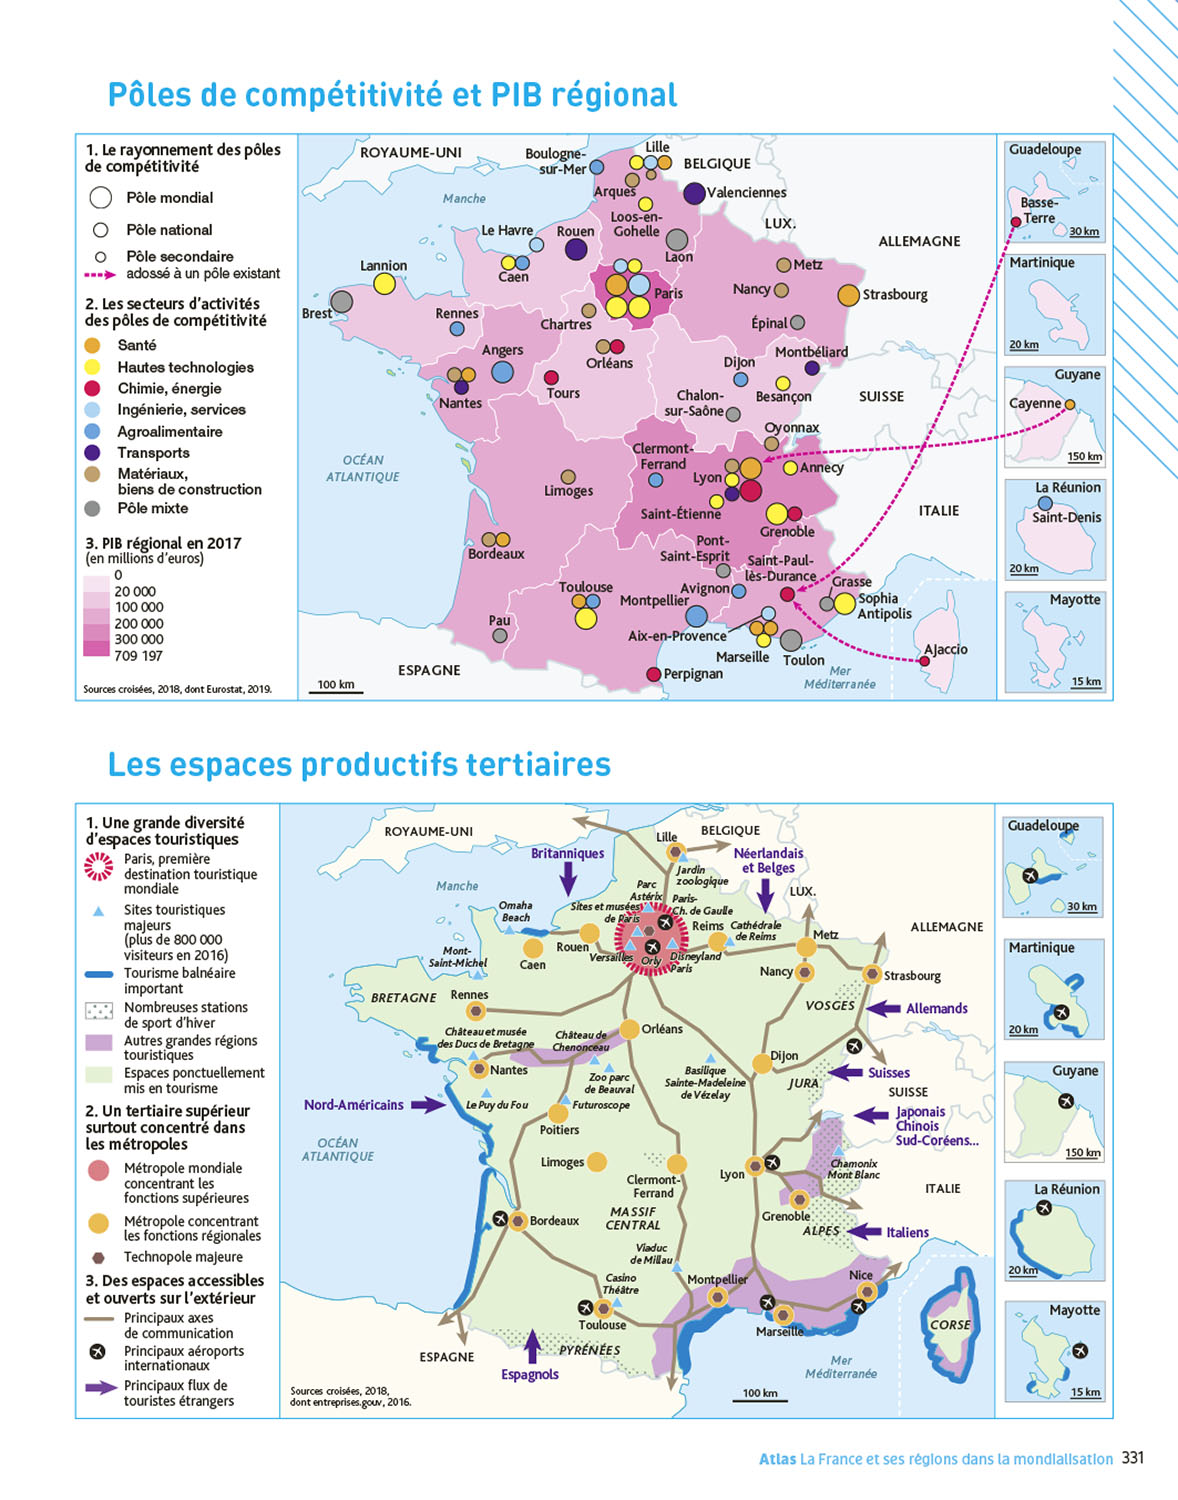 Pôles de compétitivité et PIB régional
1. Le rayonnement des pôles
de compétitivité
Pôle mondial
Pôle national
Pôle secondaire
adossé à un pôle existant
2. Les secteurs d'activités
des pôles de compétitivité
Santé
Hautes technologies
Chimie, énergie
Ingénierie, services
Agroalimentaire
Transports
Matériaux,
biens de construction
Pôle mixte
3. PIB régional en 2017
(en millions d'euros)
0
20 000
100 000
200 000
300 000
709 197
Sources croisées, 2018, dont Eurostat, 2019.
ROYAUME-UNI
Manche
Boulogne-
sur-Mer
Lille
BELGIQUE
Arques
Valenciennes
Loos-en-
Gohelle
LUX.
ALLEMAGNE
Le Havre
Rouen
Laon
Caen
Lannion
Metz
Nancy
Strasbourg
Paris
Brest
Rennes
Chartres
Épinal
Angers
Orléans
Dijon
Montbéliard
Nantes
Tours
Chalon-
sur-Saône
Besançon
SUISSE
Oyonnax
OCÉAN
ATLANTIQUE
Clermont-
Ferrand
Lyon
Annecy
Limoges
Saint-Étienne
Grenoble
ITALIE
Bordeaux
Pont-
Saint-Esprit
Saint-Paul-
lès-Durance
Toulouse
Avignon
Grasse
Montpellier
Sophia
Antipolis
Pau
Aix-en-Provence
Marseille
Toulon
ESPAGNE
Perpignan
Mer
Méditerranée
Ajaccio
100 km
Guadeloupe
Basse-
Terre
30 km
Martinique
20 km
Guyane
Cayenne
150 km
La Réunion
Saint-Denis
20 km
Mayotte
15 km
Les espaces productifs tertiaires
1. Une grande diversité
d'espaces touristiques
Paris, première
destination touristique
mondiale
Sites touristiques
majeurs
(plus de 800 000
visiteurs en 2016)
Tourisme balnéaire
important
Nombreuses stations
de sport d'hiver
Autres grandes régions
touristiques
Espaces ponctuellement
mis en tourisme
2. Un tertiaire supérieur
surtout concentré dans
les métropoles
Métropole mondiale
concentrant les
fonctions supérieures
Métropole concentrant
les fonctions régionales
Technopole majeure
3. Des espaces accessibles
et ouverts sur l'extérieur
Principaux axes
de communication
Principaux aéroports
internationaux
Principaux flux de
touristes étrangers
ROYAUME-UNI
Lille
BELGIQUE
Britanniques
Néerlandais
et Belges
Jardin
zoologique
Manche
Parc
Astérix
LUX.
Omaha
Beach
Sites et musées
de Paris
Paris-
Ch. de Gaulle
Reims
Cathédrale
de Reims
ALLEMAGNE
Rouen
Metz
Mont-
Saint-Michel
Caen
Versailles
Orly
Disneyland
Paris
Nancy
Strasbourg
BRETAGNE
Rennes
VOSGES
Allemands
Château et musée
des Ducs de Bretagne
Château de
Chenonceau
Orléans
Nantes
Zoo parc
de Beauval
Basilique
Sainte-Madeleine
de Vézelay
Dijon
JURA
Suisses
SUISSE
Nord-Américains
Le Puy du Fou
Futuroscope
Poitiers
Japonais
Chinois
Sud-Coréens...
OCÉAN
ATLANTIQUE
Limoges
Clermont-
Ferrand
Lyon
Chamonix
Mont Blanc
ITALIE
Bordeaux
MASSIF
CENTRAL
Grenoble
ALPES
Italiens
Viaduc
de Millau
Casino
Théâtre
Montpellier
Nice
Toulouse
Marseille
CORSE
ESPAGNE
PYRÉNÉES
Espagnols
Mer
Méditerranée
Sources croisées, 2018,
dont entreprises.gouv, 2016.
100 km
Guadeloupe
30 km
Martinique
20 km
Guyane
150 km
La Réunion
20 km
Mayotte
15 km
Atlas La France et ses régions dans la mondialisation 331